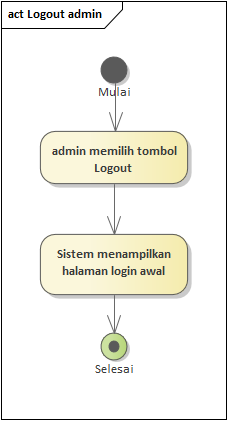 act Logout admin
Mulai
admin memilih tombol
Logout
Sistem menampilkan
halaman login awal
Selesai